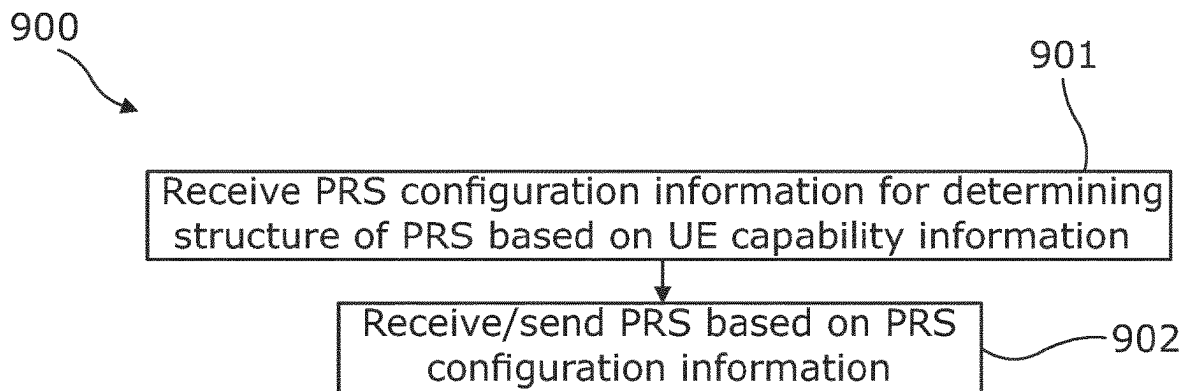 900
901
Receive PRS configuration information for determining
structure of PRS based on UE capability information
Receive/send PRS based on PRS
configuration information
902